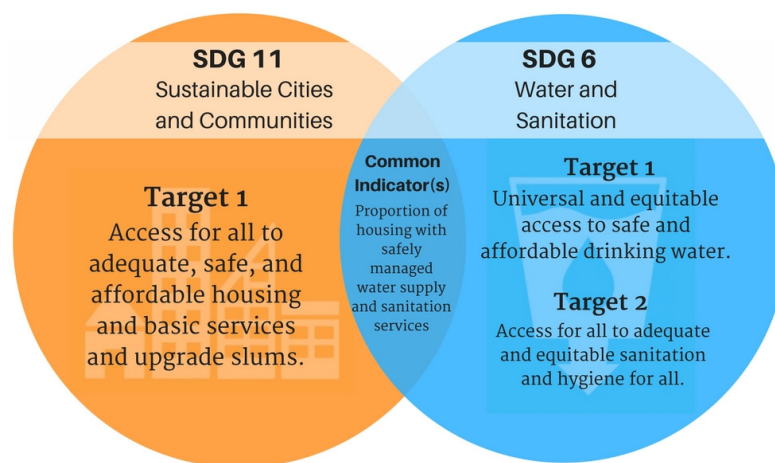 SDG 11
Sustainable Cities
and Communities
Target 1
Access for all to
adequate, safe, and
affordable housing
and basic services
and upgrade slums.
Common
Indicator(s)
Proportion of
housing with
safely
managed
water supply
and sanitation
services
SDG 6
Water and
Sanitation
Target 1
Universal and equitable
access to safe and
affordable drinking water.
Target 2
Access for all to adequate
and equitable sanitation
and hygiene for all.